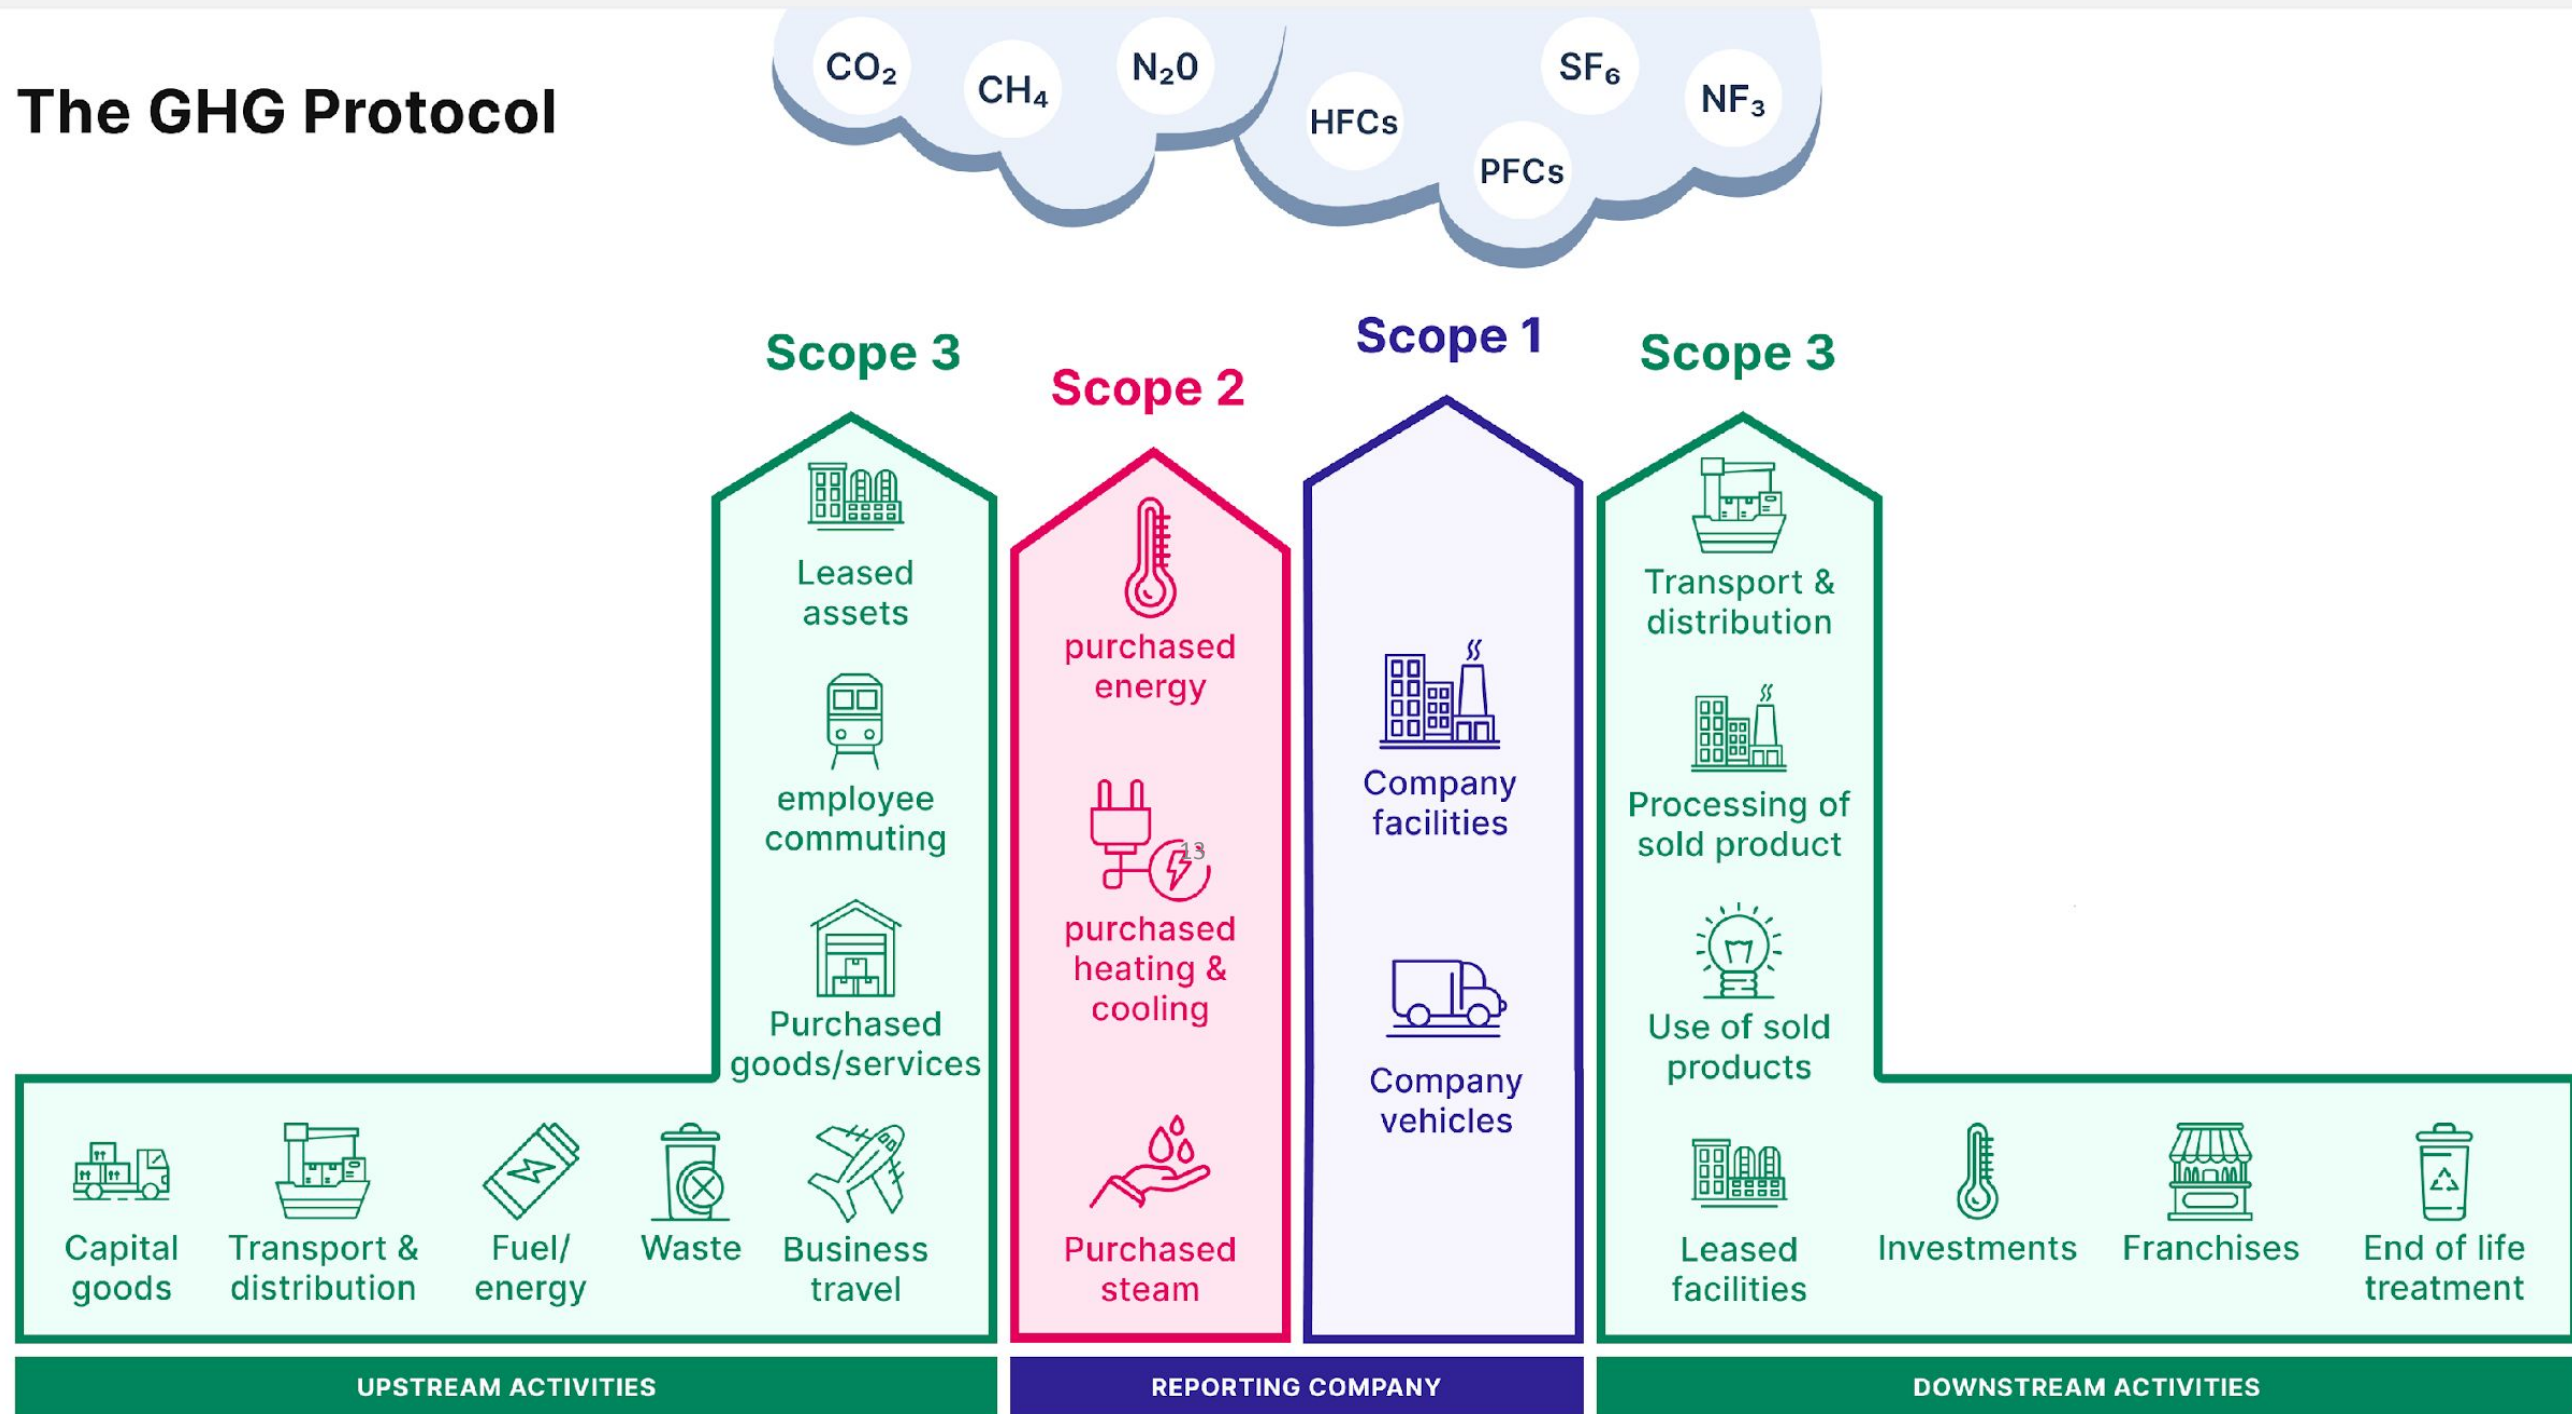 The GHG Protocol
CO₂
CH₄
N₂0
HFCs
PFCs
SF₆
NF₃
Scope 3
Leased
assets
employee
commuting
Purchased
goods/services
Capital
goods
Transport &
distribution
Fuel/
energy
Waste
Business
travel
Scope 2
purchased
energy
13
purchased
heating &
cooling
Purchased
steam
Scope 1
Company
facilities
Company
vehicles
Scope 3
Transport &
distribution
Processing of
sold product
Use of sold
products
Leased
facilities
Investments
Franchises
End of life
treatment
UPSTREAM ACTIVITIES
REPORTING COMPANY
DOWNSTREAM ACTIVITIES